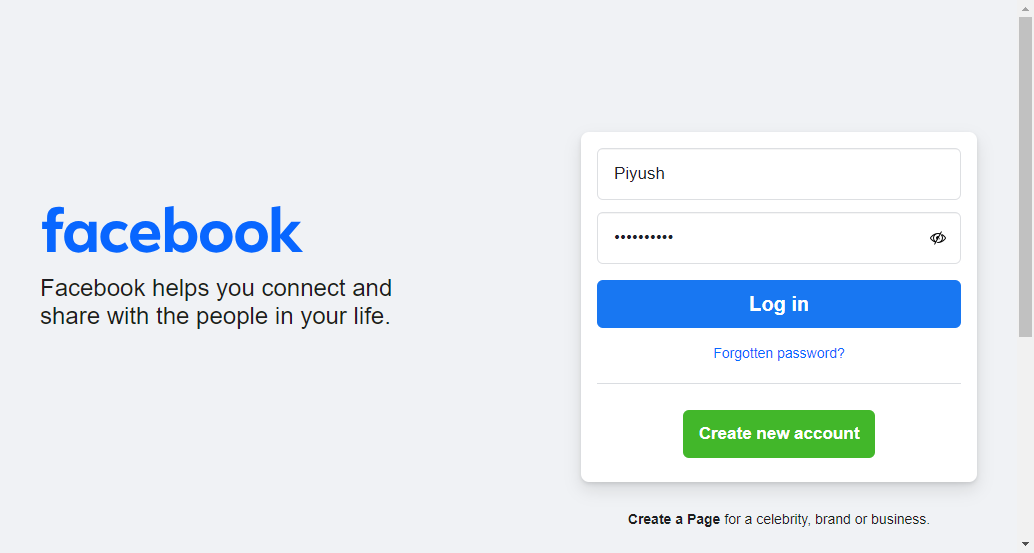 facebook
Facebook helps you connect and
share with the people in your life.
Piyush
••••••••••
Log in
Forgotten password?
Create new account
Create a Page for a celebrity, brand or business.